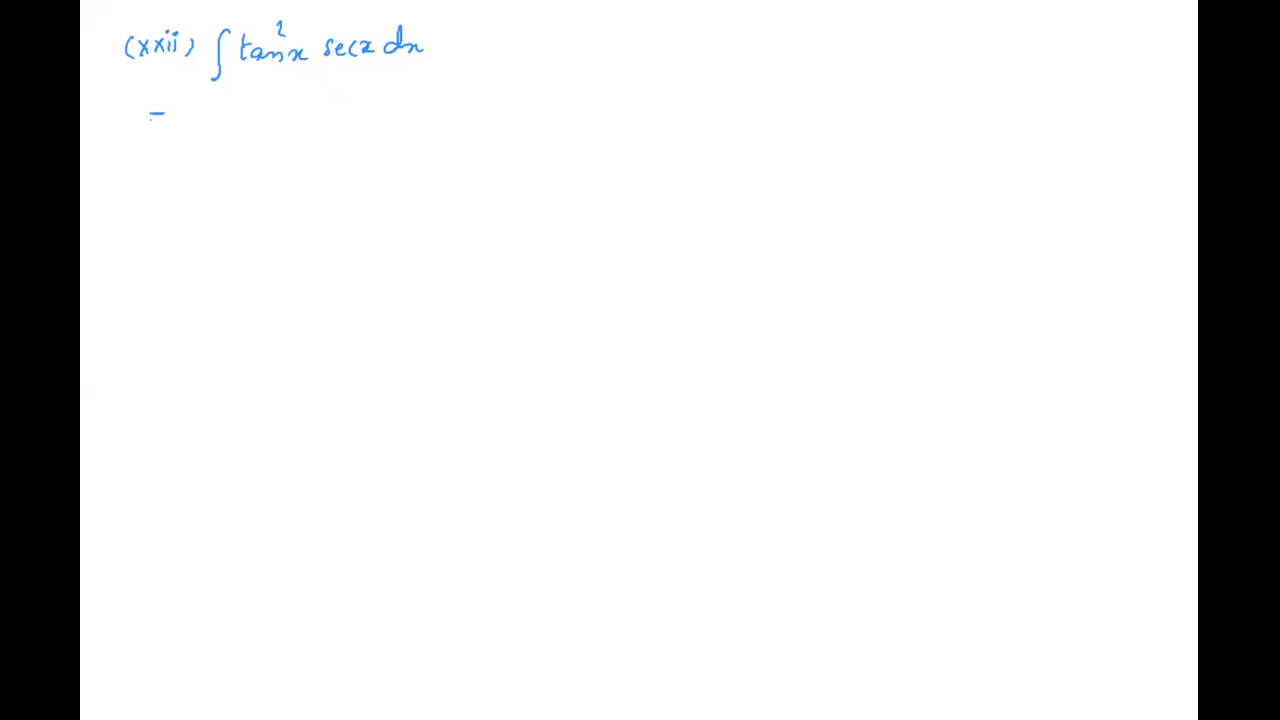 (xxii) ∫ tan²x secx dx
=